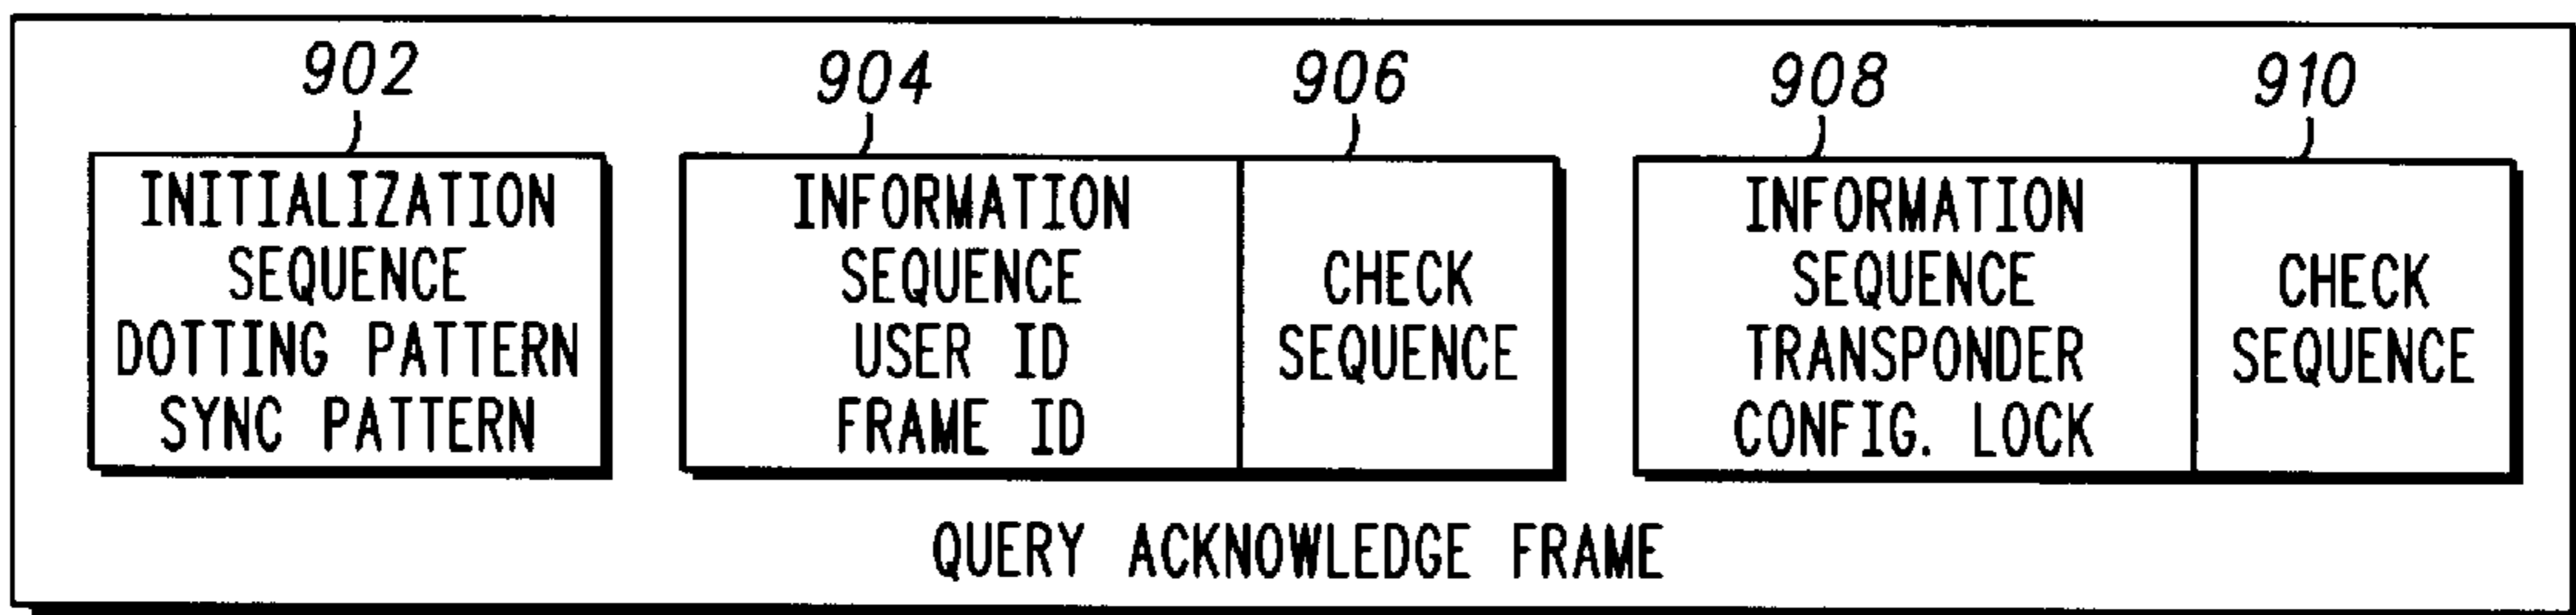 902
904
906
908
910
INITIALIZATION
SEQUENCE
DOTTING PATTERN
SYNC PATTERN
INFORMATION
SEQUENCE
USER ID
FRAME ID
CHECK
SEQUENCE
INFORMATION
SEQUENCE
TRANSPONDER
CONFIG. LOCK
CHECK
SEQUENCE
QUERY ACKNOWLEDGE FRAME